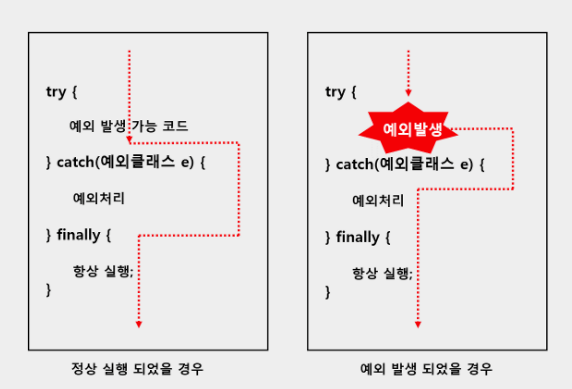 try {
예외 발생 가능 코드
} catch(예외클래스 e) {
예외처리
} finally {
항상 실행;
}
정상 실행 되었을 경우
try {
예외발생
} catch(예외클래스 e) {
예외처리
} finally {
항상 실행;
}
예외 발생 되었을 경우